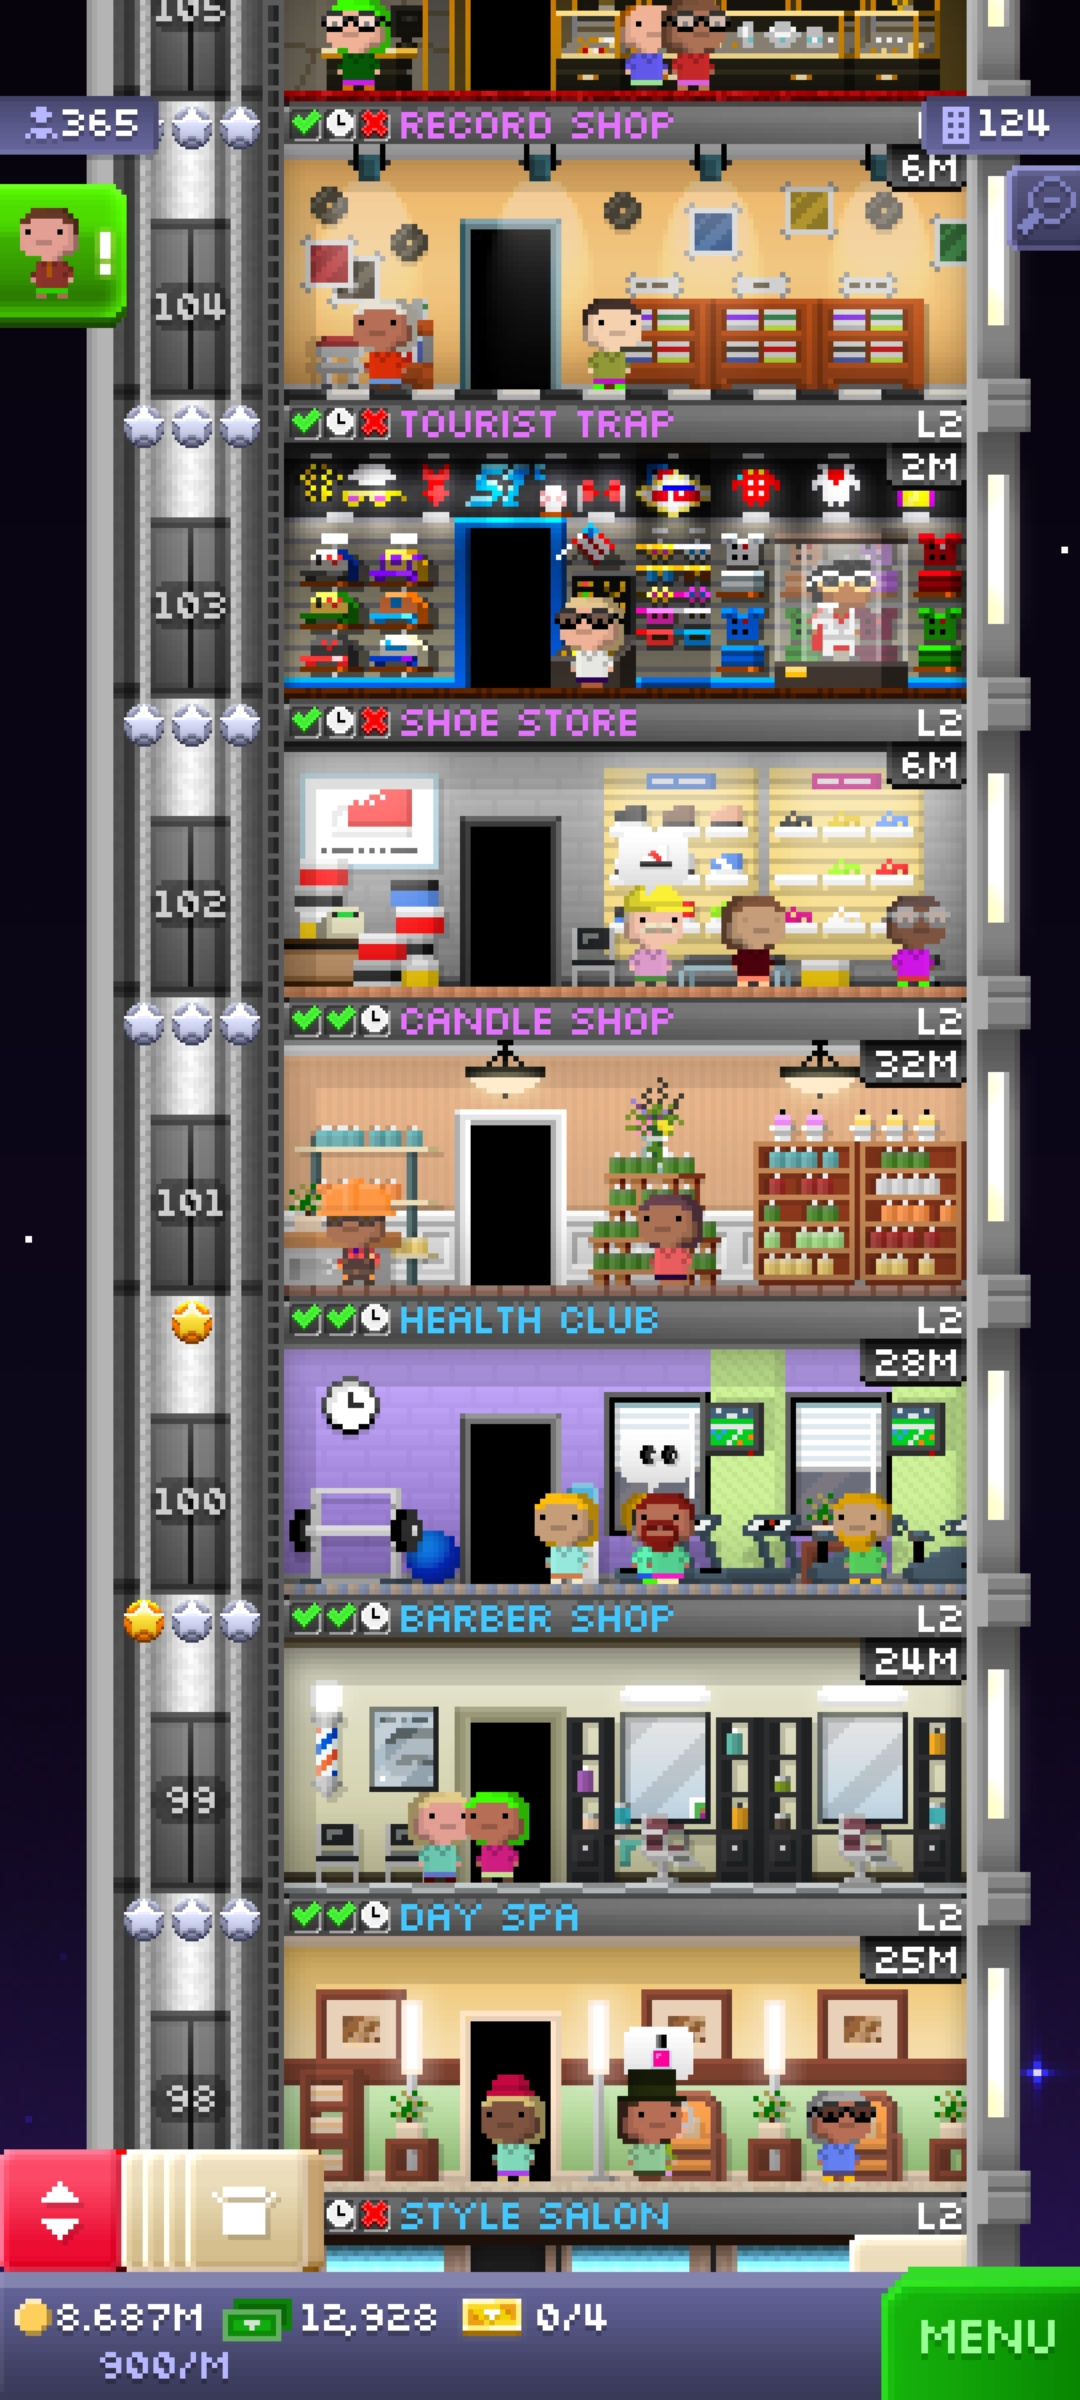 105
365
RECORD SHOP
124
6M
!
104
TOURIST TRAP L2
2M
103
SHOE STORE L2
6M
102
CANDLE SHOP L2
32M
101
HEALTH CLUB L2
28M
100
BARBER SHOP L2
24M
99
DAY SPA L2
25M
98
STYLE SALON L2
8.687M 12,928 0/4
900/M
MENU